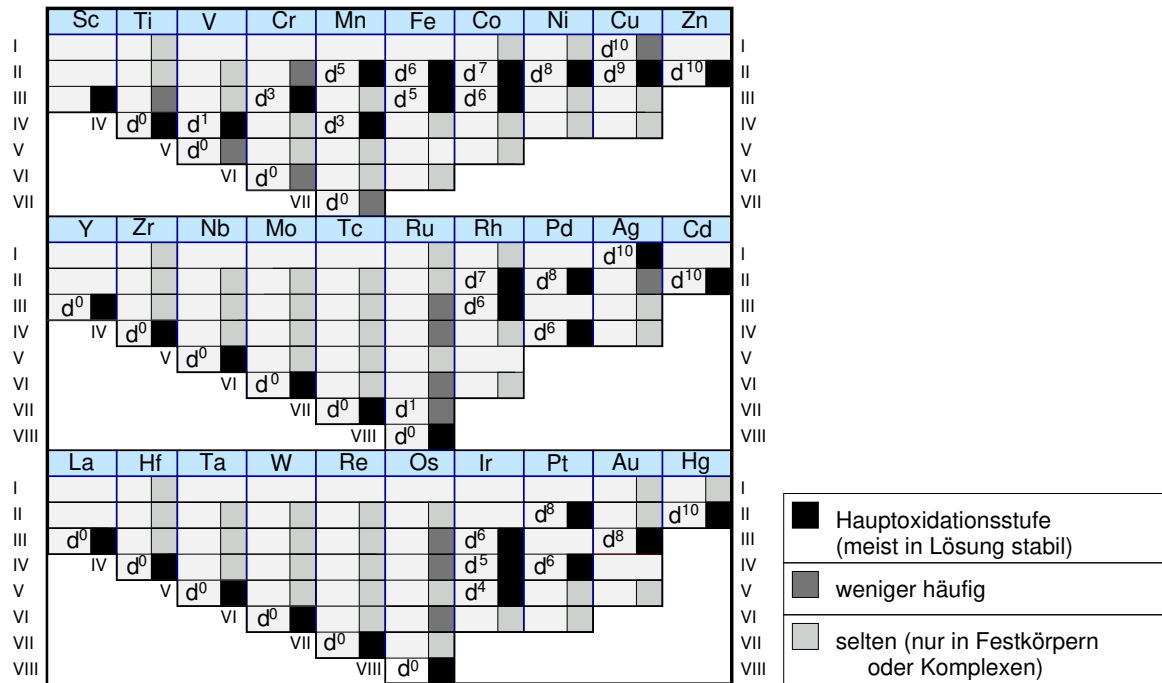 Sc Ti V Cr Mn Fe Co Ni Cu Zn
I d10 I
II d5 d6 d7 d8 d9 d10 II
III d3 d5 d6 III
IV IV d0 d1 d3 IV
V V d0 V
VI VI d0 VI
VII VII d0 VII
Y Zr Nb Mo Tc Ru Rh Pd Ag Cd
I d10 I
II d7 d8 d10 II
III d0 d6 III
IV IV d0 d6 IV
V V d0 V
VI VI d0 VI
VII VII d0 d1 VII
VIII VIII d0 VIII
La Hf Ta W Re Os Ir Pt Au Hg
I I
II d8 d10 II
III d0 d6 d8 III
IV IV d0 d5 d6 IV
V V d0 d4 V
VI VI d0 VI
VII VII d0 VII
VIII VIII d0 VIII
Hauptoxidationsstufe
(meist in Lösung stabil)
weniger häufig
selten (nur in Festkörpern
oder Komplexen)